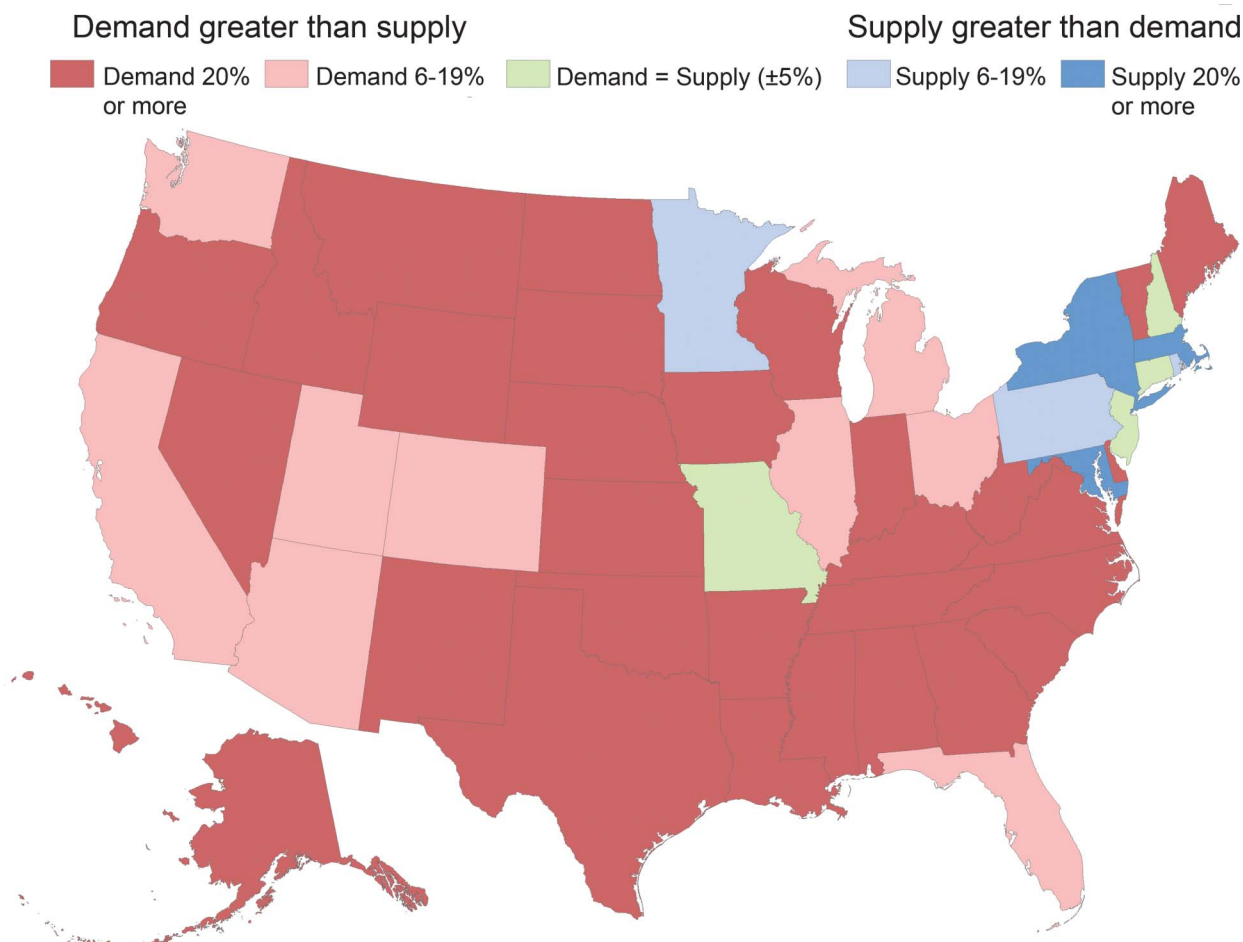 Demand greater than supply
Supply greater than demand
Demand 20%
or more
Demand 6-19%
Demand = Supply (±5%)
Supply 6-19%
Supply 20%
or more